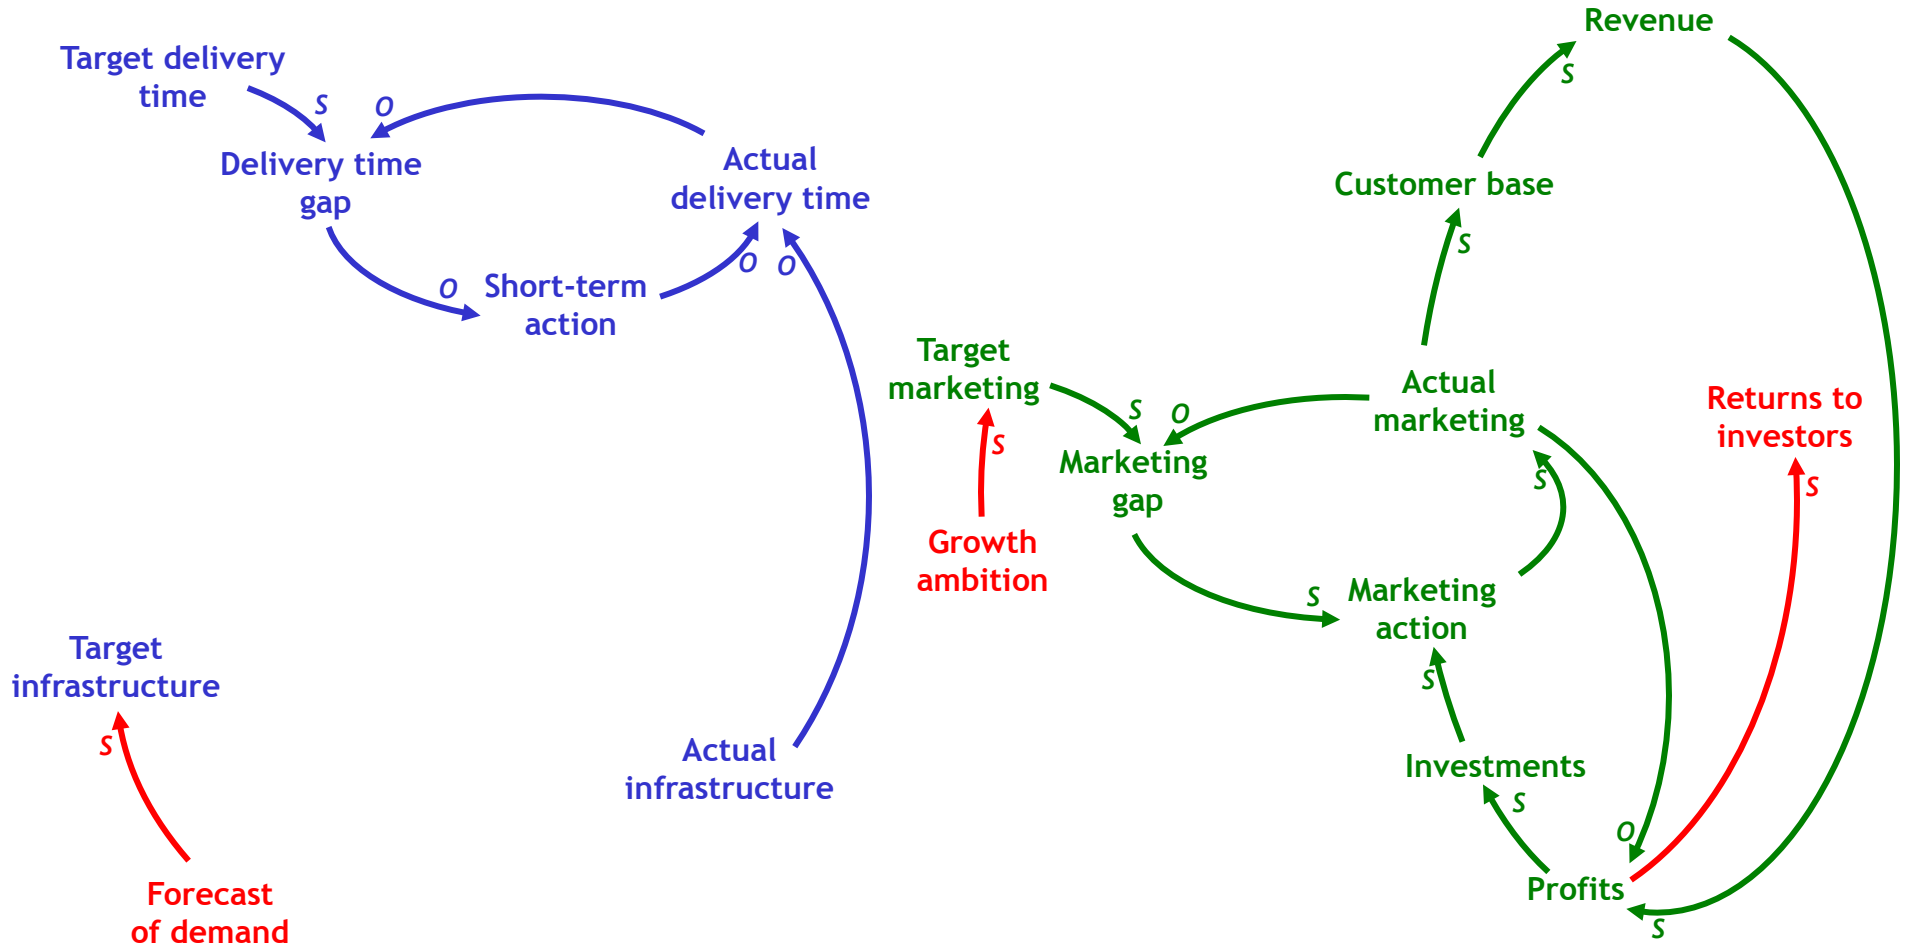 Revenue
S
Target delivery
time
S
O
Delivery time
gap
Actual
delivery time
O
O
O
Short-term
action
Customer base
S
Target
marketing
S
S
O
Actual
marketing
Marketing
gap
S
Returns to
investors
S
Growth
ambition
S
Marketing
action
S
Target
infrastructure
S
Actual
infrastructure
Investments
S
O
Profits
S
Forecast
of demand